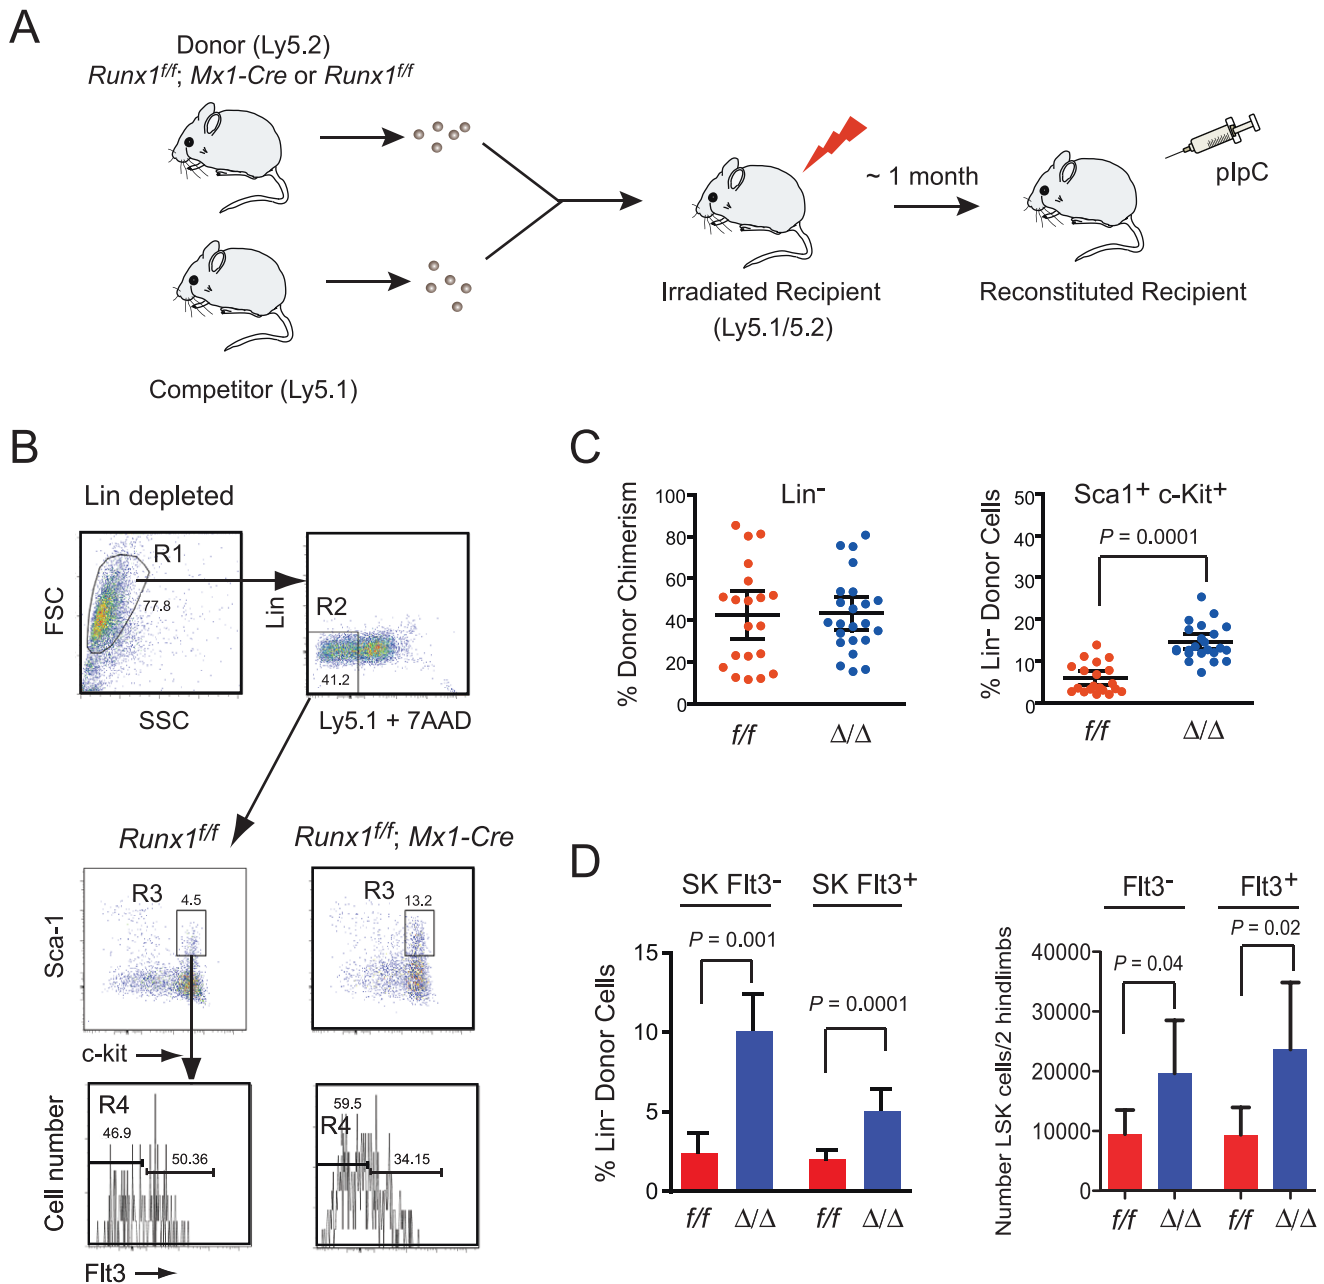 A
Donor (Ly5.2)
Runx1f/f; Mx1-Cre or Runx1f/f
~ 1 month
pIpC
Irradiated Recipient
(Ly5.1/5.2)
Reconstituted Recipient
Competitor (Ly5.1)
B
Lin depleted
R1
77.8
FSC
SSC
Lin
R2
41.2
Ly5.1 + 7AAD
Runx1f/f
Runx1f/f; Mx1-Cre
R3
4.5
R3
13.2
Sca-1
c-kit
R4
46.9
50.36
59.5
R4
34.15
Cell number
Flt3
C
Lin-
% Donor Chimerism
100
80
60
40
20
0
f/f
Δ/Δ
Sca1+ c-Kit+
P = 0.0001
% Lin- Donor Cells
50
40
30
20
10
0
f/f
Δ/Δ
D
SK Flt3-
SK Flt3+
P = 0.001
P = 0.0001
% Lin- Donor Cells
15
10
5
0
f/f
Δ/Δ
f/f
Δ/Δ
Flt3-
Flt3+
P = 0.04
P = 0.02
Number LSK cells/2 hindlimbs
40000
30000
20000
10000
0
f/f
Δ/Δ
f/f
Δ/Δ